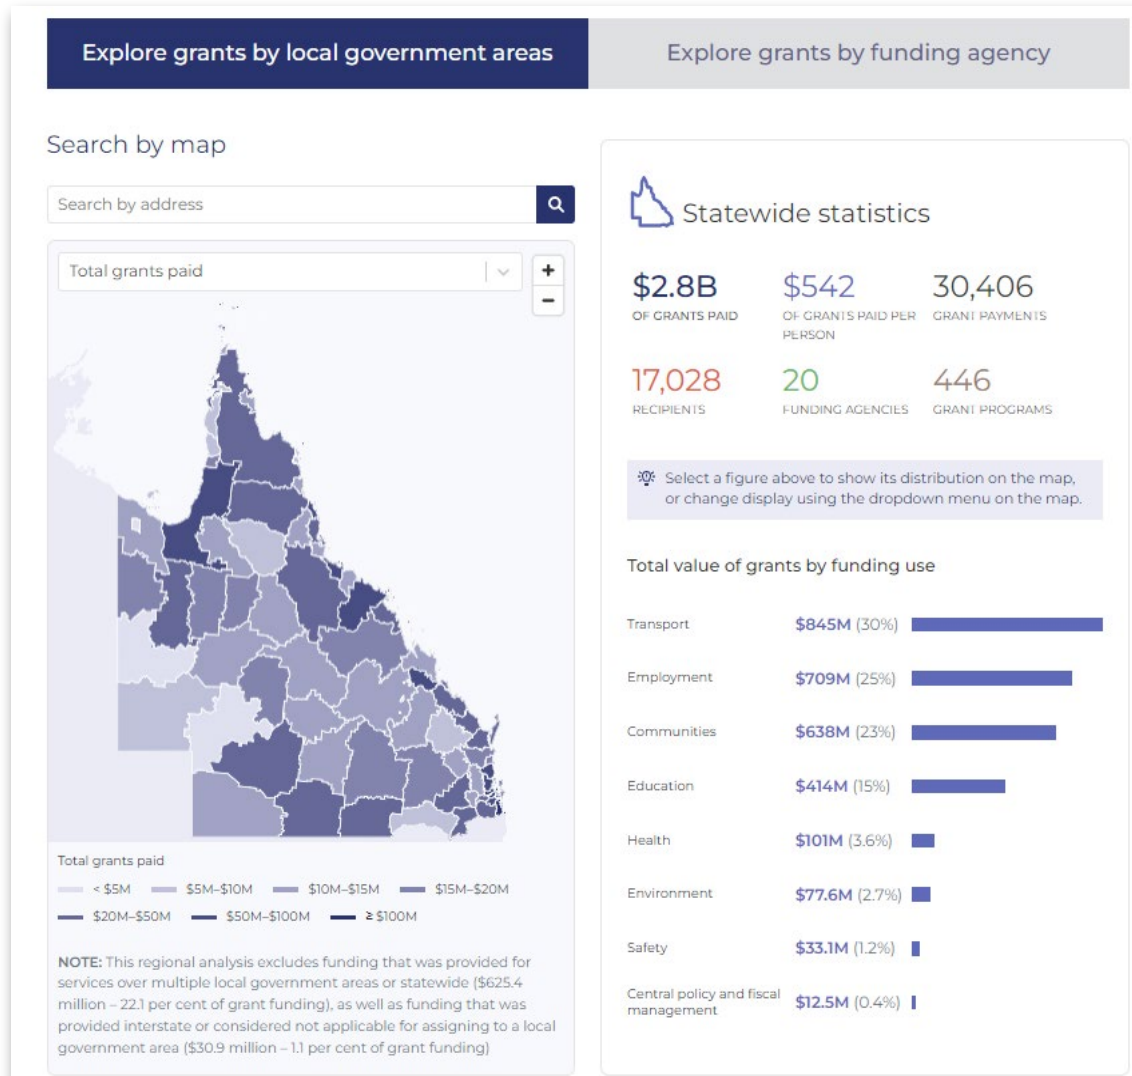 Explore grants by local government areas
Explore grants by funding agency
Search by map
Search by address
Total grants paid
+
−
Total grants paid
< $5M
$5M–$10M
$10M–$15M
$15M–$20M
$20M–$50M
$50M–$100M
≥ $100M
NOTE: This regional analysis excludes funding that was provided for
services over multiple local government areas or statewide ($625.4
million – 22.1 per cent of grant funding), as well as funding that was
provided interstate or considered not applicable for assigning to a local
government area ($30.9 million – 1.1 per cent of grant funding)
Statewide statistics
$2.8B
OF GRANTS PAID
$542
OF GRANTS PAID PER
PERSON
30,406
GRANT PAYMENTS
17,028
RECIPIENTS
20
FUNDING AGENCIES
446
GRANT PROGRAMS
Select a figure above to show its distribution on the map,
or change display using the dropdown menu on the map.
Total value of grants by funding use
Transport $845M (30%)
Employment $709M (25%)
Communities $638M (23%)
Education $414M (15%)
Health $101M (3.6%)
Environment $77.6M (2.7%)
Safety $33.1M (1.2%)
Central policy and fiscal
management
$12.5M (0.4%)